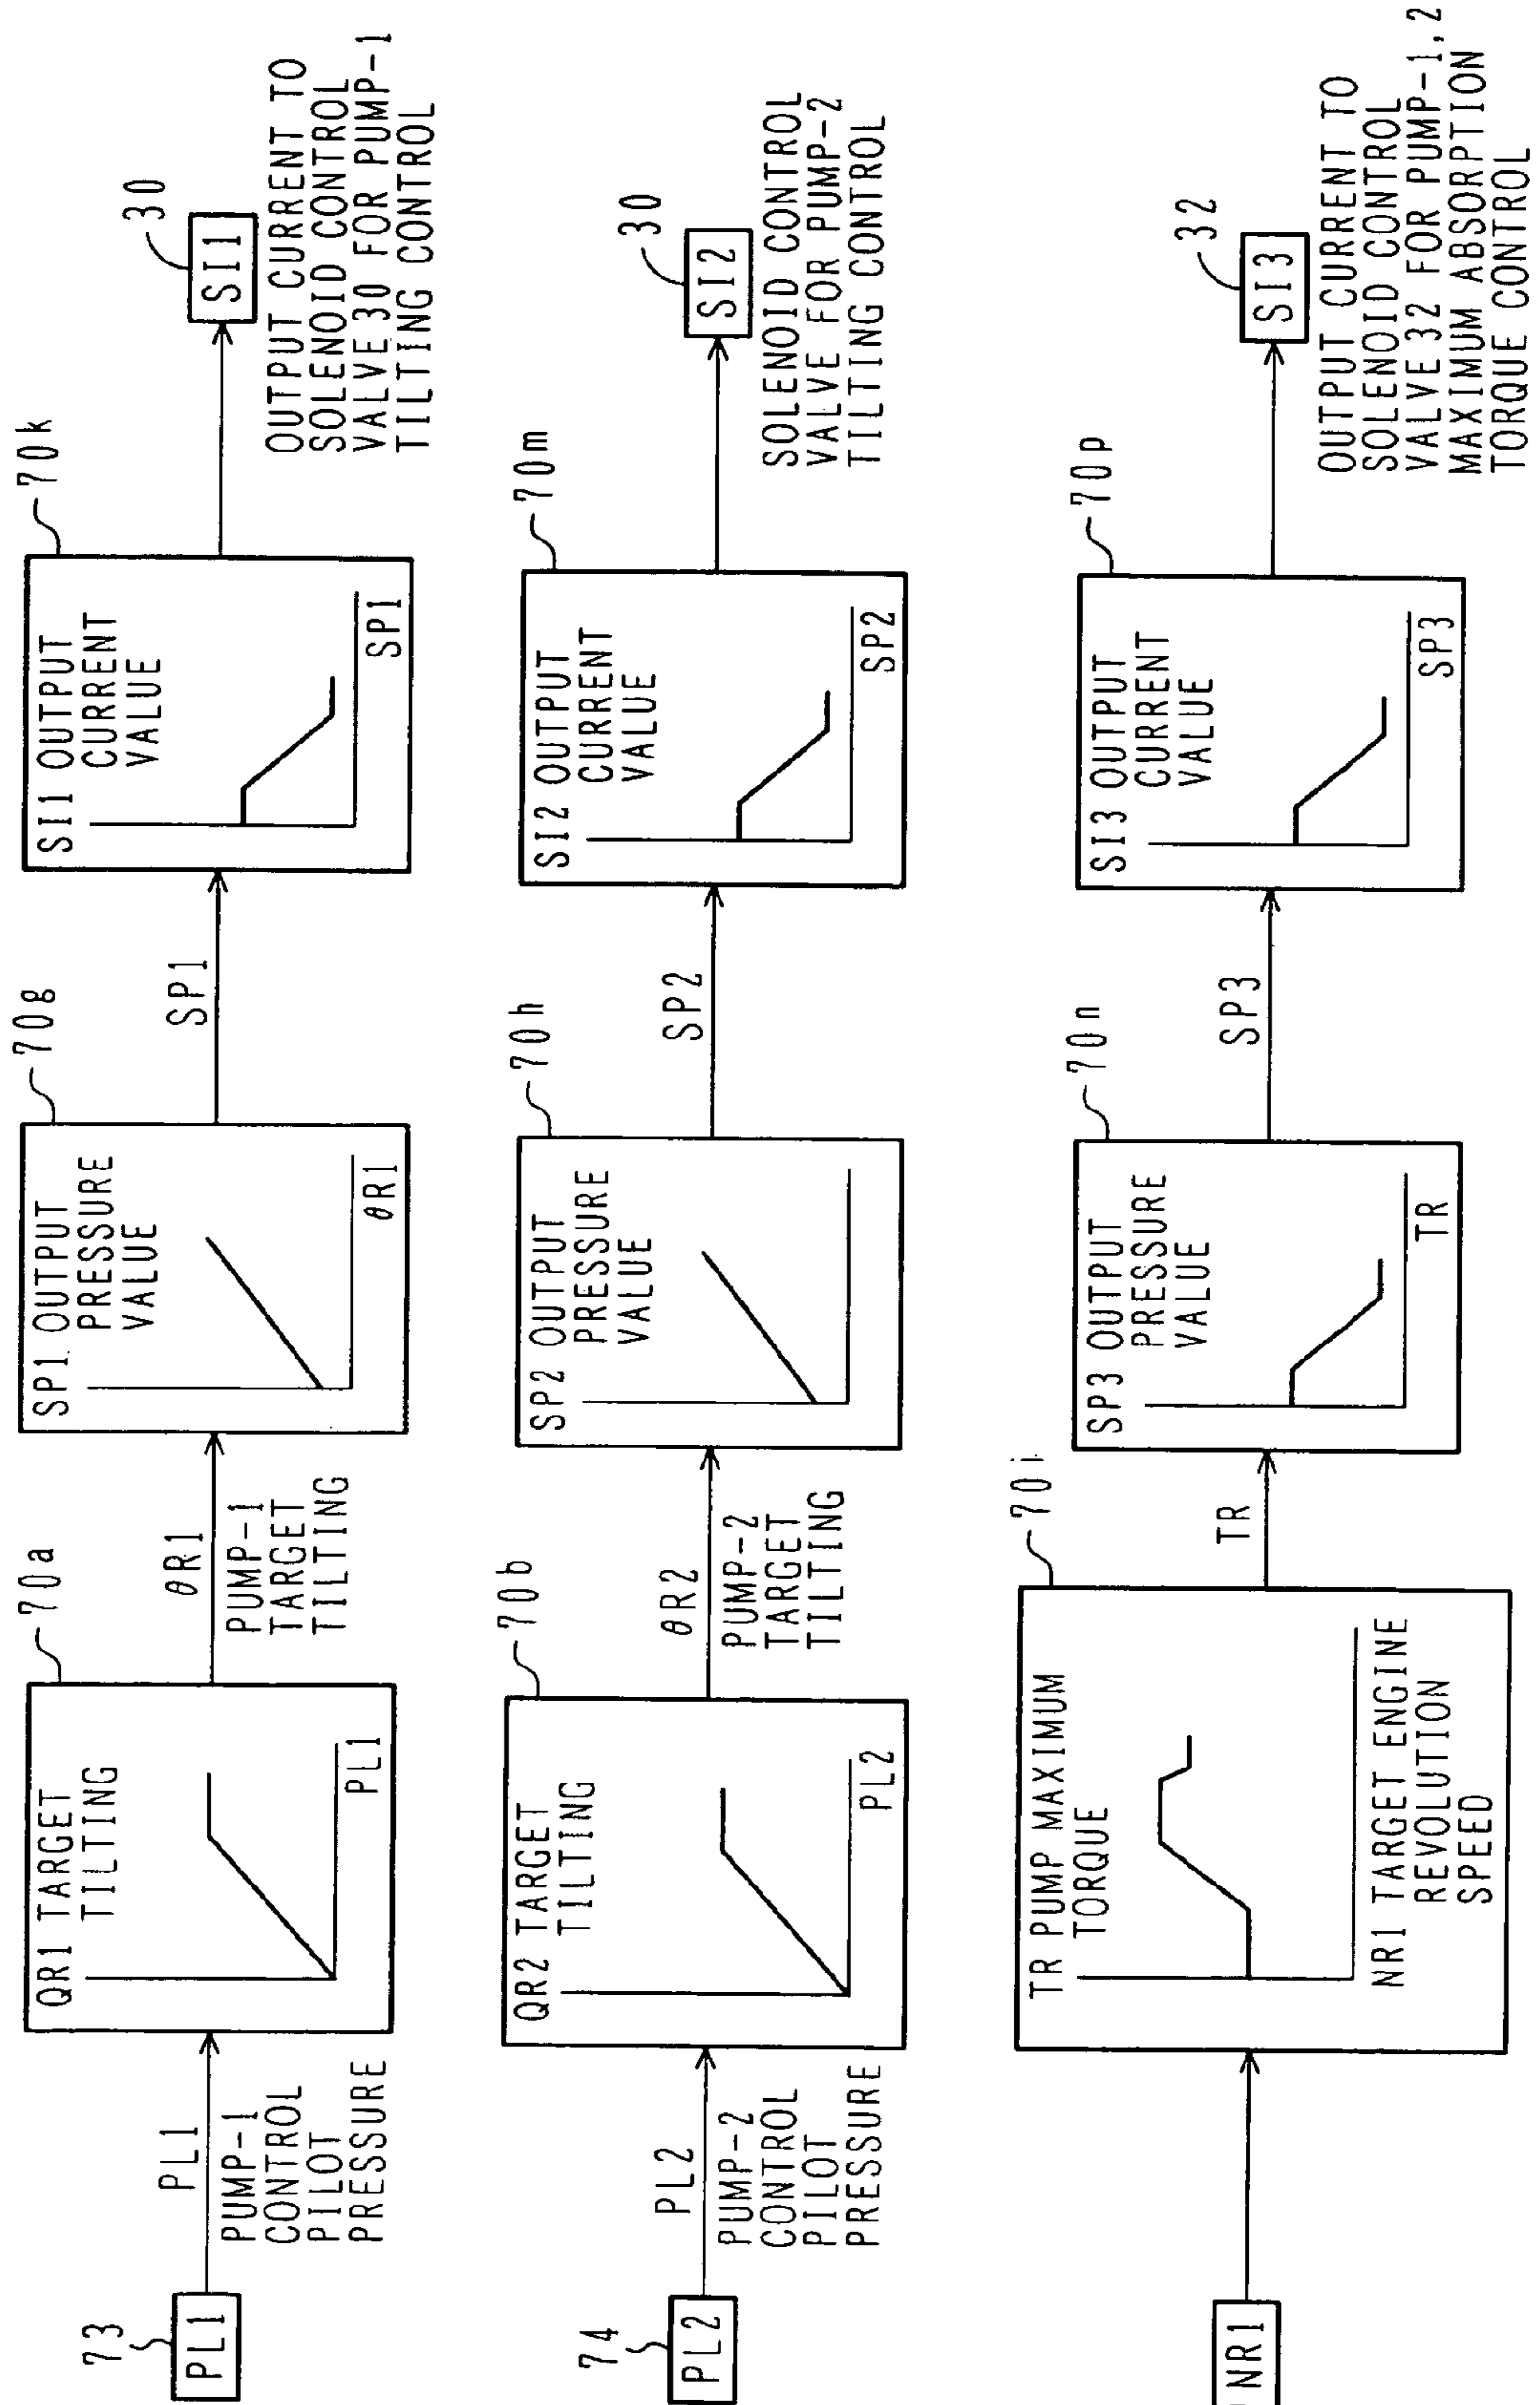 73
PL1
PL1
PUMP-1
CONTROL
PILOT
PRESSURE
70a
QR1 TARGET
TILTING
PL1
θR1
PUMP-1
TARGET
TILTING
70g
SP1 OUTPUT
PRESSURE
VALUE
θR1
SP1
70k
SI1 OUTPUT
CURRENT
VALUE
SP1
30
SI1
OUTPUT CURRENT TO
SOLENOID CONTROL
VALVE 30 FOR PUMP-1
TILTING CONTROL
74
PL2
PL2
PUMP-2
CONTROL
PILOT
PRESSURE
70b
QR2 TARGET
TILTING
PL2
θR2
PUMP-2
TARGET
TILTING
70h
SP2 OUTPUT
PRESSURE
VALUE
SP2
70m
SI2 OUTPUT
CURRENT
VALUE
SP2
30
SI2
SOLENOID CONTROL
VALVE FOR PUMP-2
TILTING CONTROL
NR1
70i
TR PUMP MAXIMUM
TORQUE
NR1 TARGET ENGINE
REVOLUTION
SPEED
TR
70n
SP3 OUTPUT
PRESSURE
VALUE
TR
SP3
70p
SI3 OUTPUT
CURRENT
VALUE
SP3
32
SI3
OUTPUT CURRENT TO
SOLENOID CONTROL
VALVE 32 FOR PUMP-1,2
MAXIMUM ABSORPTION
TORQUE CONTROL